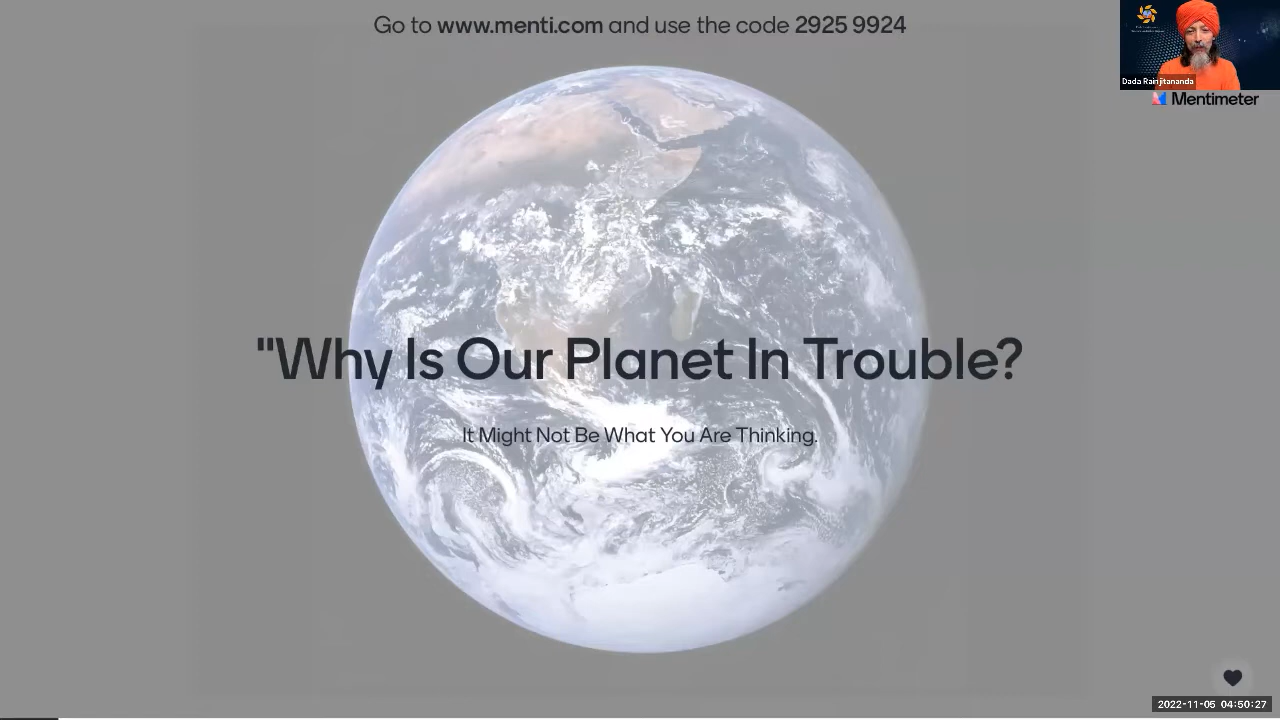 Go to www.menti.com and use the code 2925 9924
Dada Ranjitananda
Mentimeter
"Why Is Our Planet In Trouble?
It Might Not Be What You Are Thinking.
2022-11-05 04:50:27